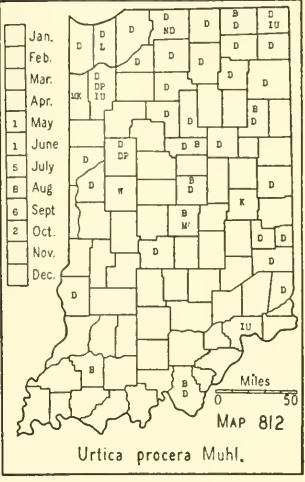 Jan.
Feb.
Mar.
Apr.
1 May
1 June
5 July
8 Aug
6 Sept
2 Oct.
Nov.
Dec.
D D D D D B D
L ND D IU
D D D D D
D DP IU
MK D D
D B D
D D B
DP
D W B D
B K
D D D
D
D D
IU
B B D
Miles
0 50
MAP 812
Urtica procera Muhl.